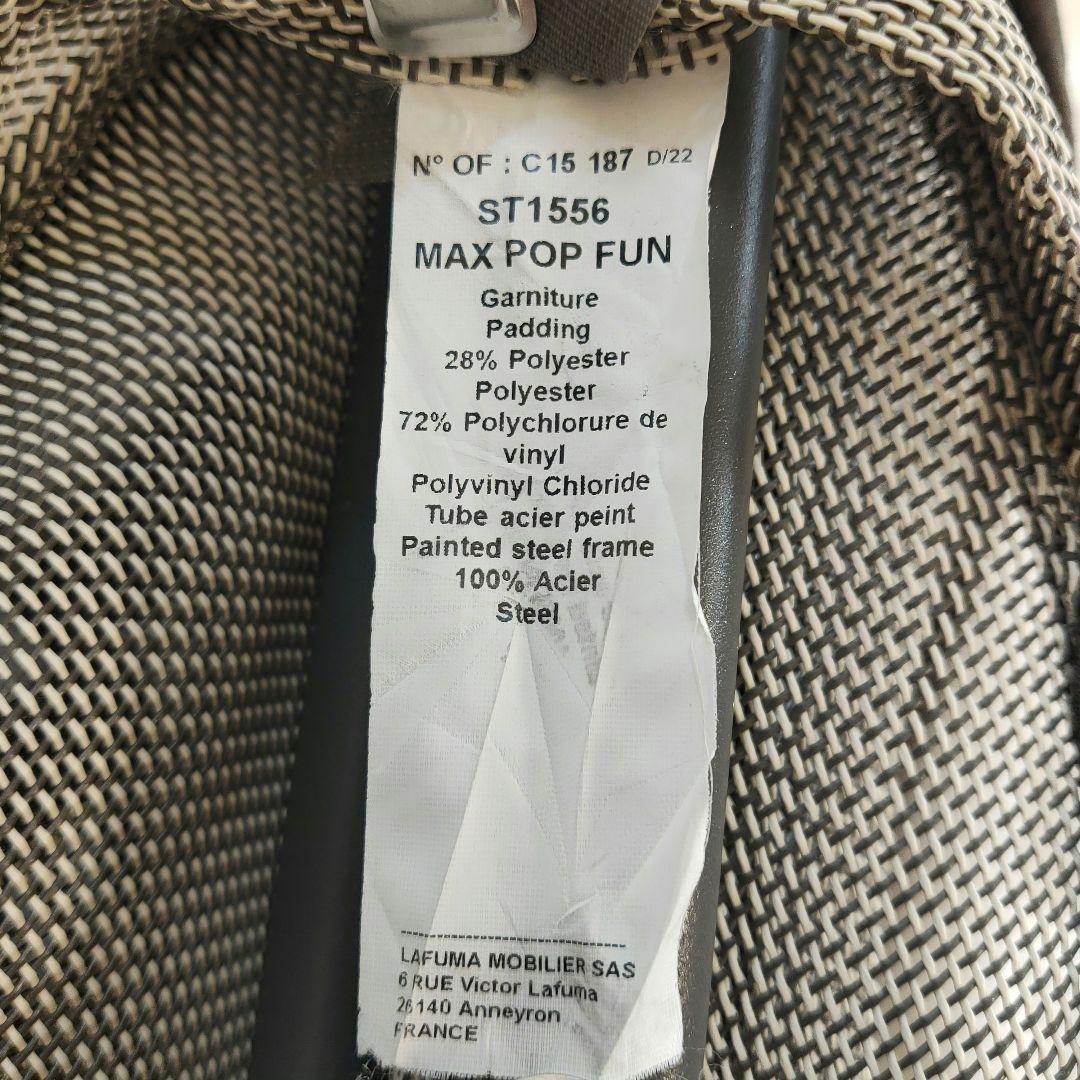 N° OF : C15 187 D/22
ST1556
MAX POP FUN
Garniture
Padding
28% Polyester
Polyester
72% Polychlorure de
vinyl
Polyvinyl Chloride
Tube acier peint
Painted steel frame
100% Acier
Steel
LAFUMA MOBILIER SAS
6 RUE Victor Lafuma
26140 Anneyron
FRANCE